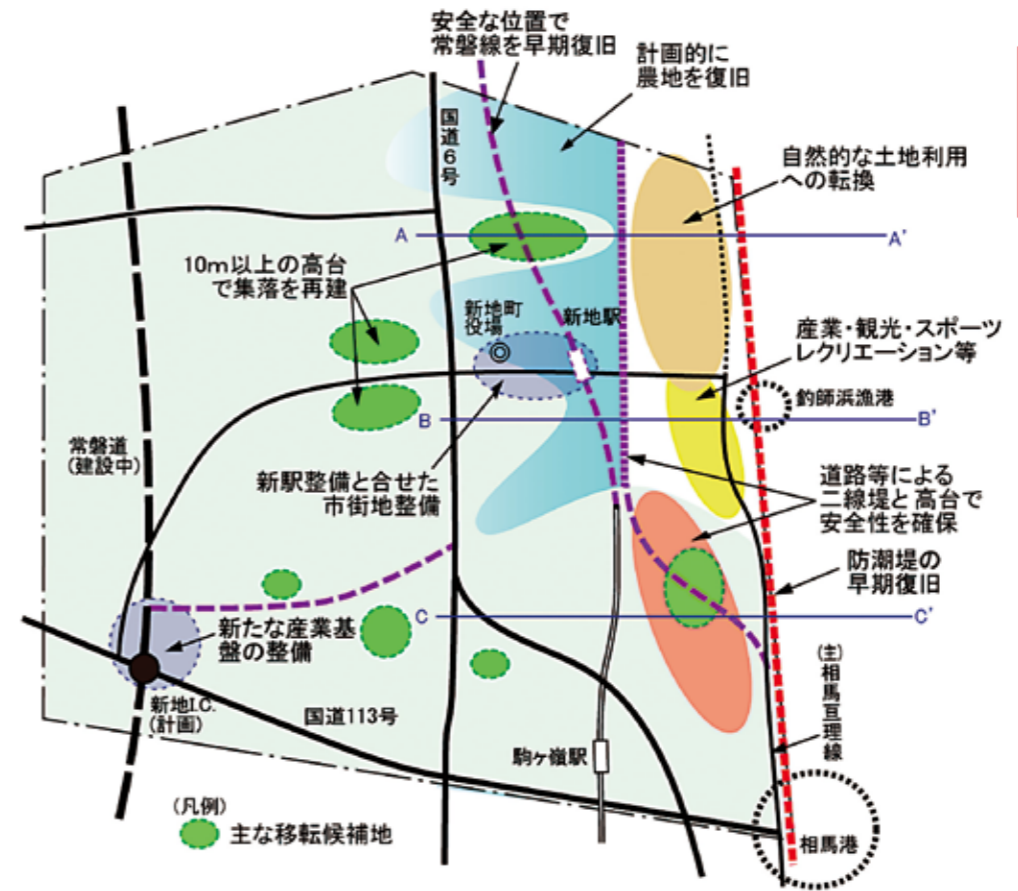 安全な位置で
常磐線を早期復旧
計画的に
農地を復旧
国道6号
自然的な土地利用
への転換
A
A'
10m以上の高台
で集落を再建
新地町
役場
新地駅
産業・観光・スポーツ
レクリエーション等
釣師浜漁港
B
B'
常磐道
(建設中)
新駅整備と合せた
市街地整備
道路等による
二線堤と高台で
安全性を確保
防潮堤の
早期復旧
C
C'
新たな産業基
盤の整備
(主)相馬亘理線
新地I.C.
(計画)
国道113号
駒ヶ嶺駅
相馬港
(凡例)
主な移転候補地